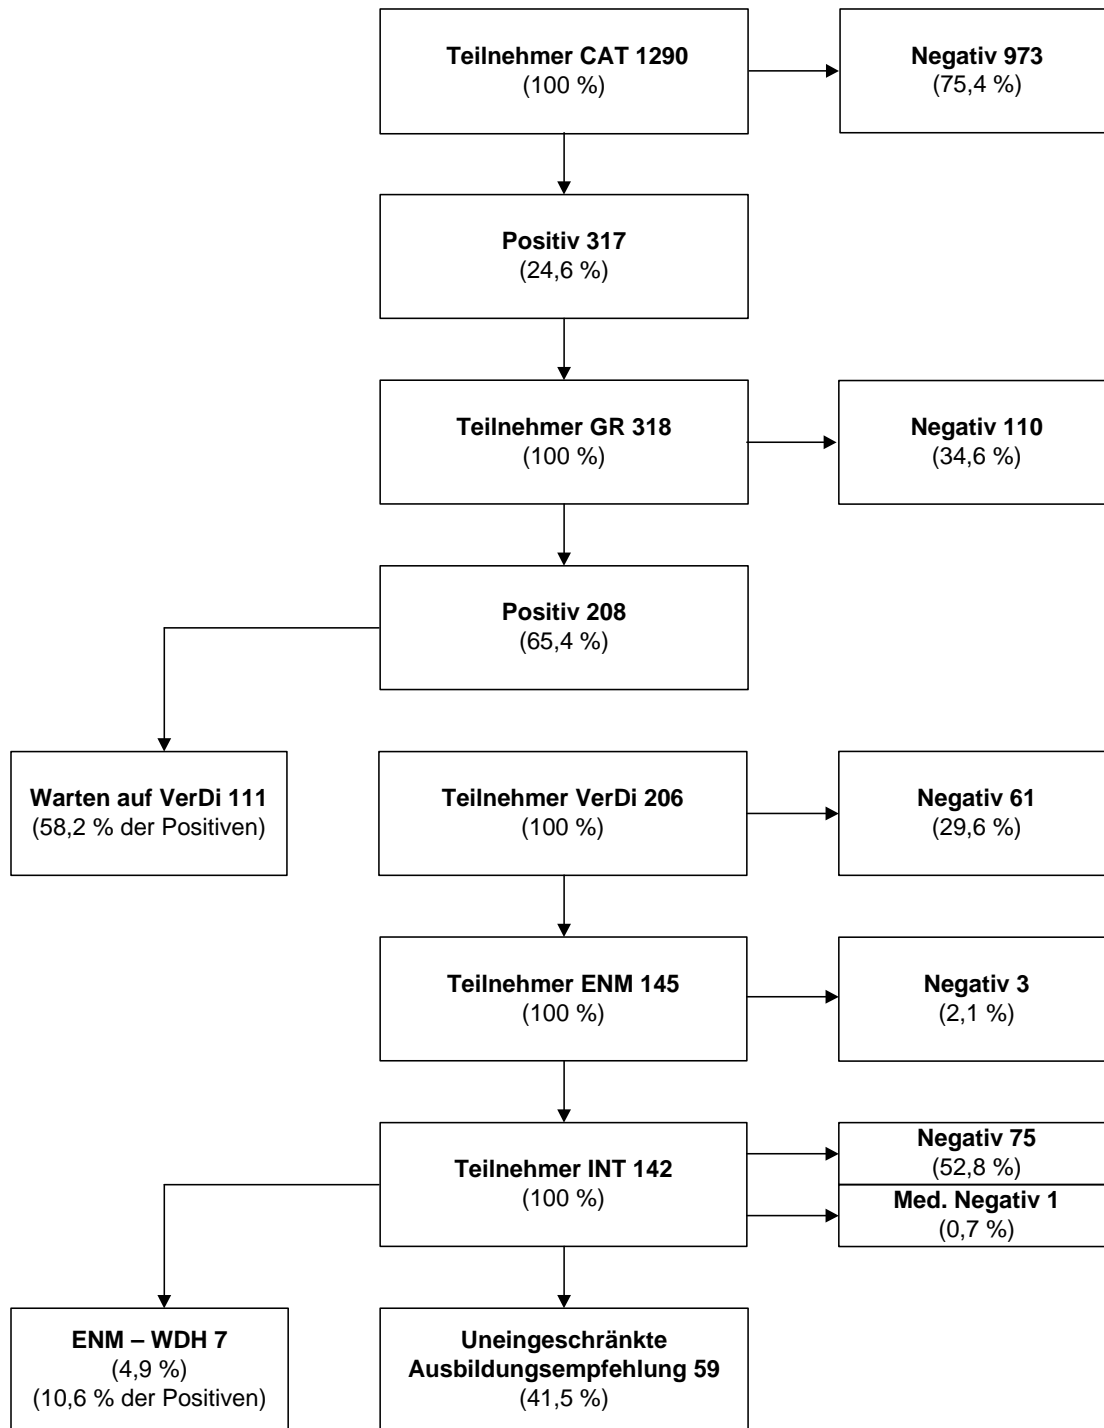 Teilnehmer CAT 1290
(100 %)
Negativ 973
(75,4 %)
Positiv 317
(24,6 %)
Teilnehmer GR 318
(100 %)
Negativ 110
(34,6 %)
Positiv 208
(65,4 %)
Warten auf VerDi 111
(58,2 % der Positiven)
Teilnehmer VerDi 206
(100 %)
Negativ 61
(29,6 %)
Teilnehmer ENM 145
(100 %)
Negativ 3
(2,1 %)
Teilnehmer INT 142
(100 %)
Negativ 75
(52,8 %)
Med. Negativ 1
(0,7 %)
ENM – WDH 7
(4,9 %)
(10,6 % der Positiven)
Uneingeschränkte
Ausbildungsempfehlung 59
(41,5 %)